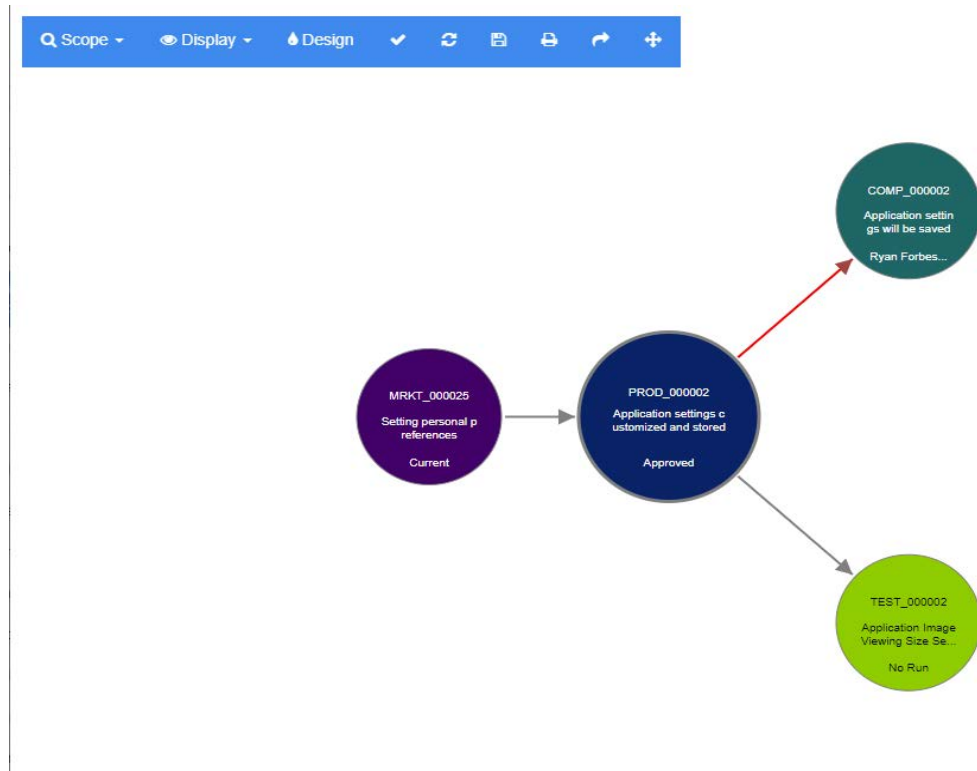 Scope Display Design
COMP_000002
Application settin
gs will be saved
Ryan Forbes...
MRKT_000025
Setting personal p
references
Current
PROD_000002
Application settings c
ustomized and stored
Approved
TEST_000002
Application Image
Viewing Size Se...
No Run